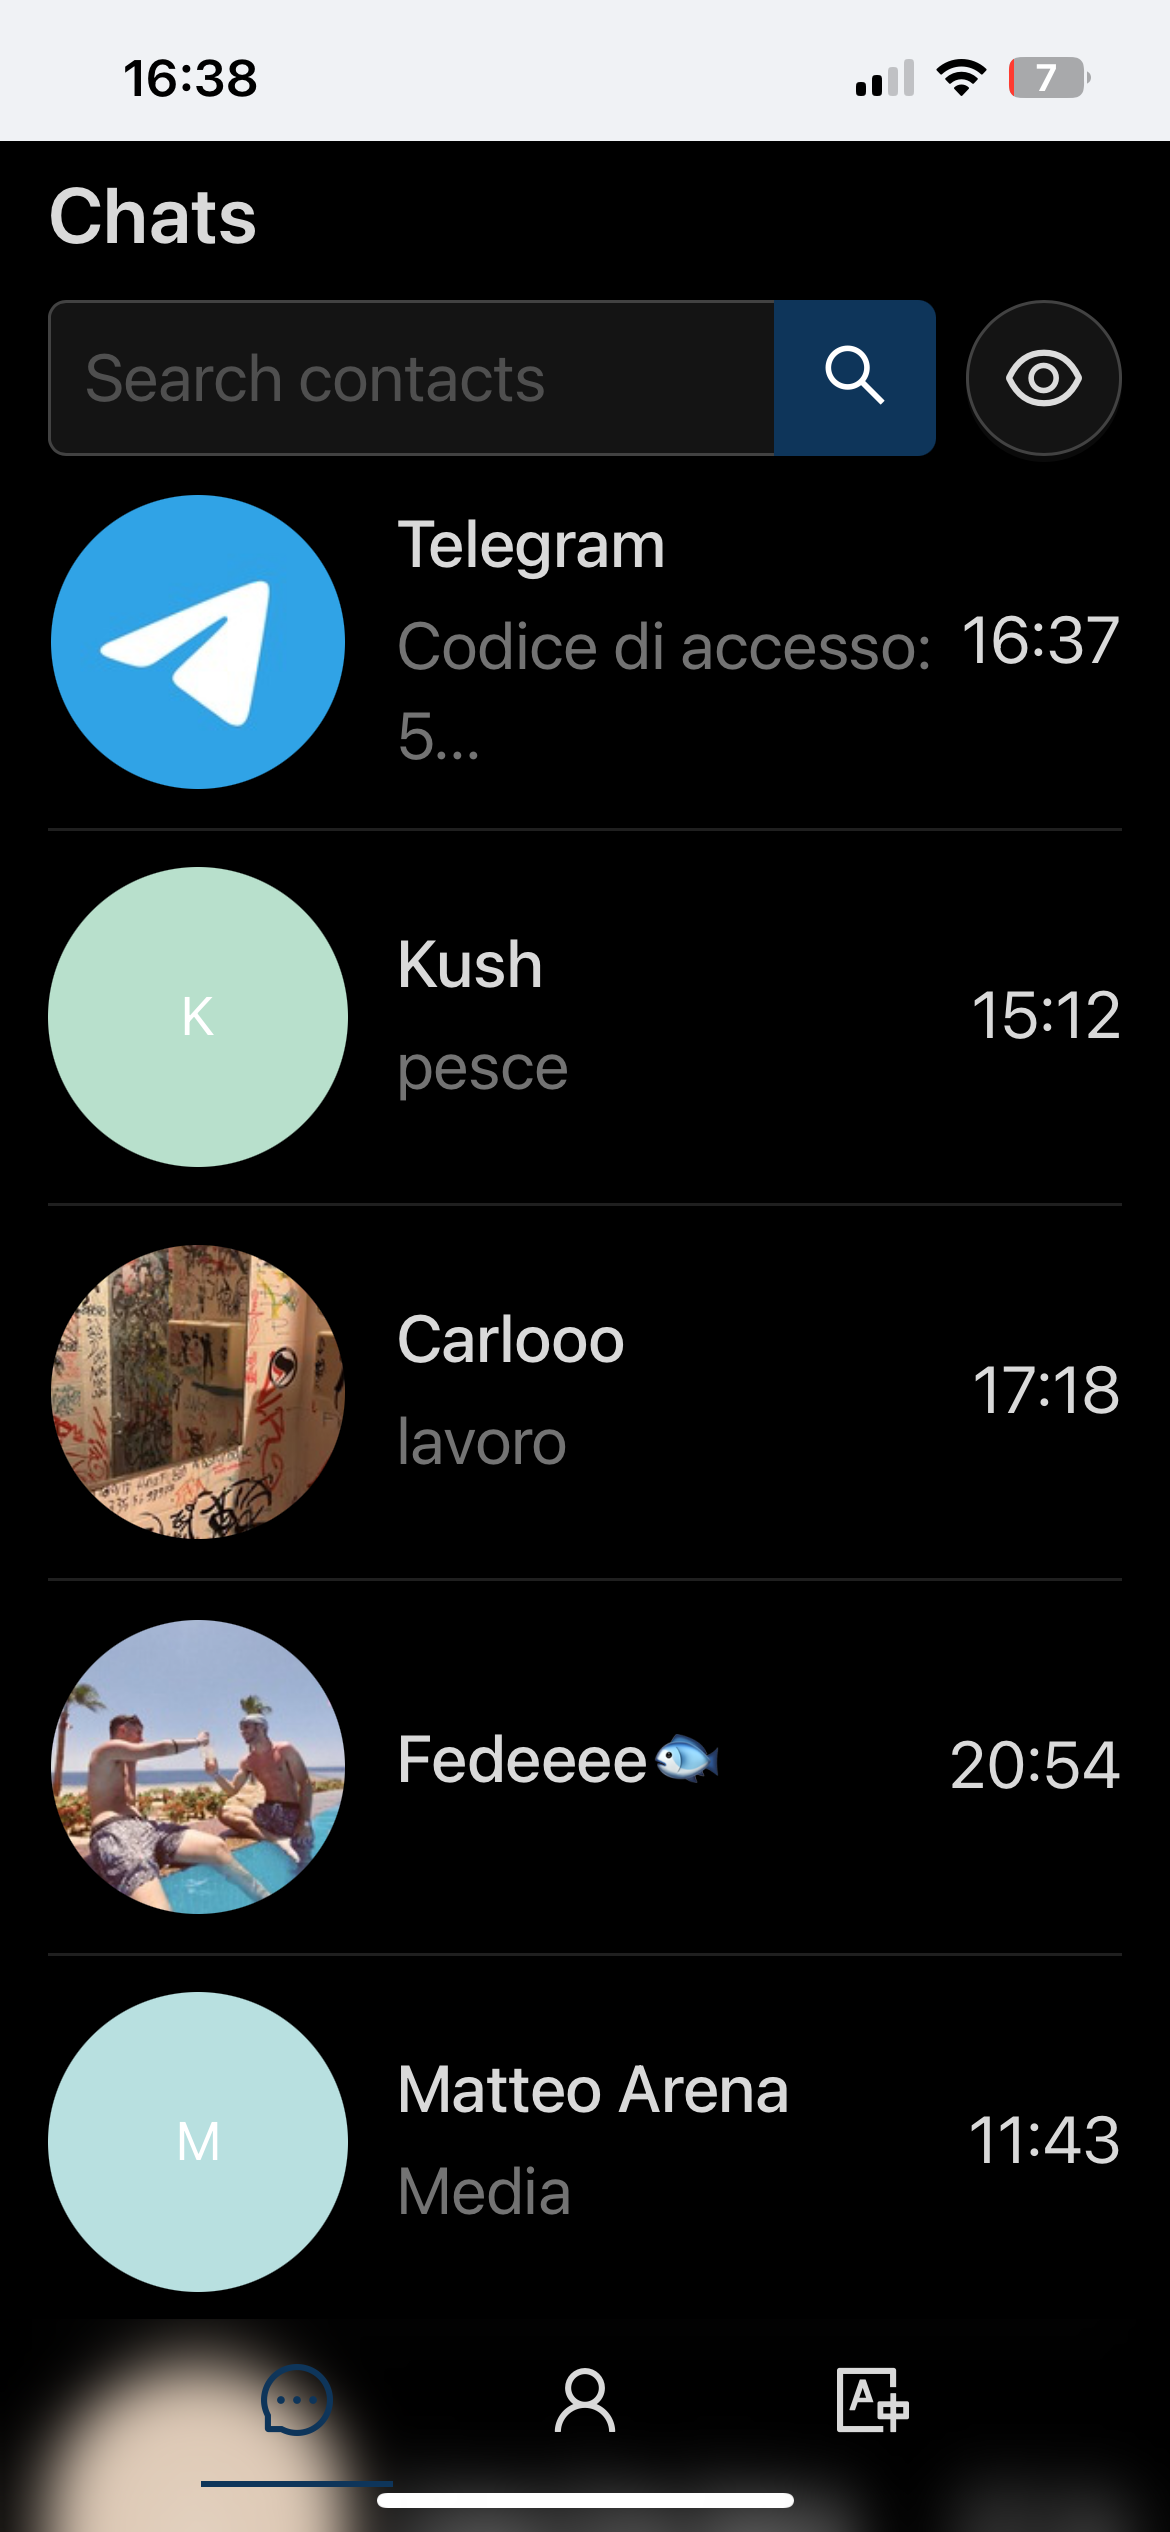 16:38
7
Chats
Search contacts
Telegram
Codice di accesso:
5...
16:37
K
Kush
pesce
15:12
Carlooo
lavoro
17:18
Fedeeee🐟
20:54
M
Matteo Arena
Media
11:43
A